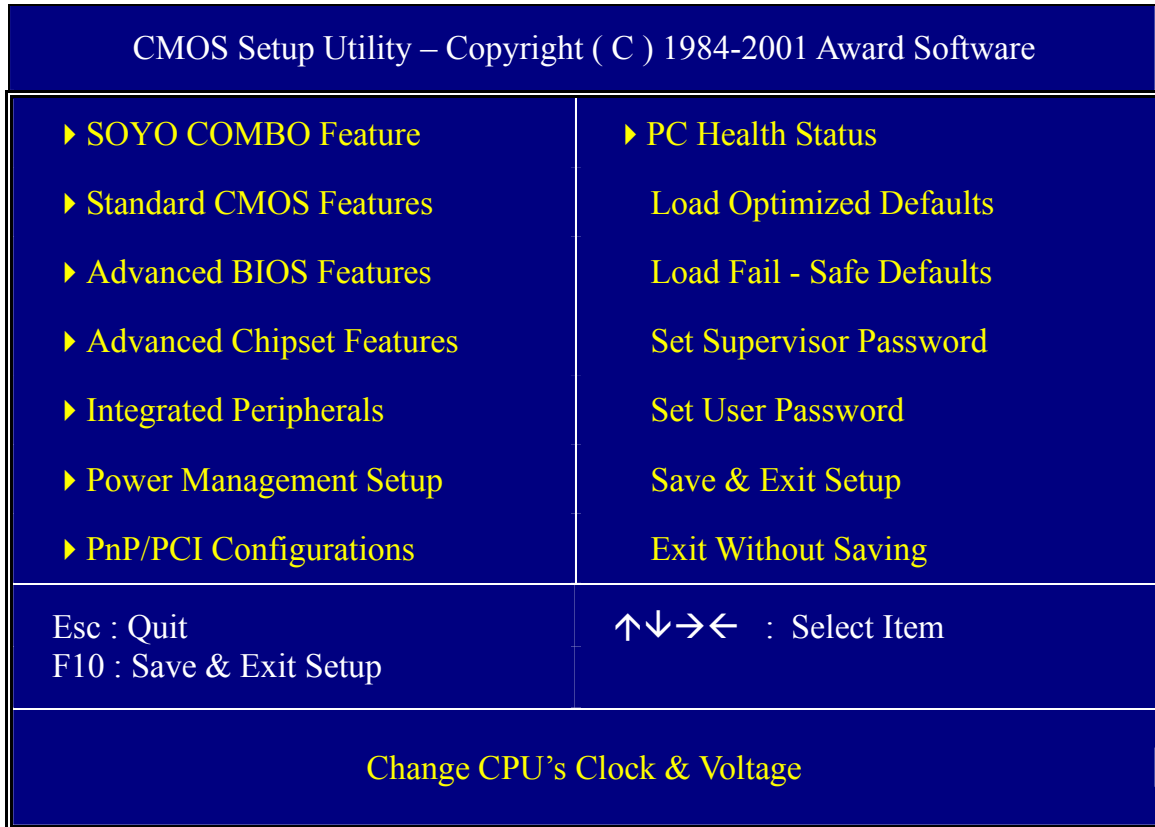 CMOS Setup Utility – Copyright ( C ) 1984-2001 Award Software
SOYO COMBO Feature
Standard CMOS Features
Advanced BIOS Features
Advanced Chipset Features
Integrated Peripherals
Power Management Setup
PnP/PCI Configurations
PC Health Status
Load Optimized Defaults
Load Fail - Safe Defaults
Set Supervisor Password
Set User Password
Save & Exit Setup
Exit Without Saving
Esc : Quit
F10 : Save & Exit Setup
↑↓→← : Select Item
Change CPU’s Clock & Voltage